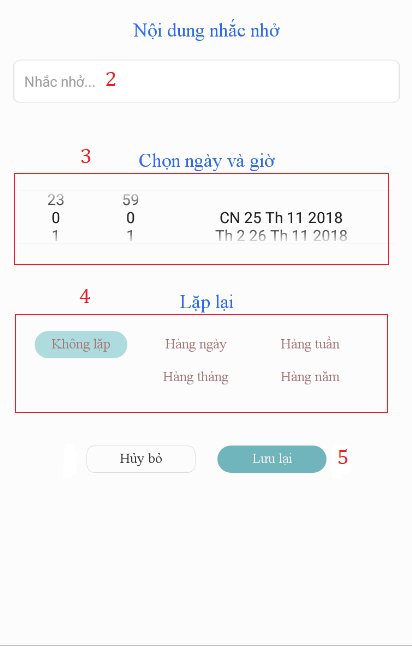 Nội dung nhắc nhở
Nhắc nhở... 2
3
Chọn ngày và giờ
23 59
0 0 CN 25 Th 11 2018
1 1 Th 2 26 Th 11 2018
4
Lặp lại
Không lặp Hàng ngày Hàng tuần
Hàng tháng Hàng năm
Hủy bỏ Lưu lại 5